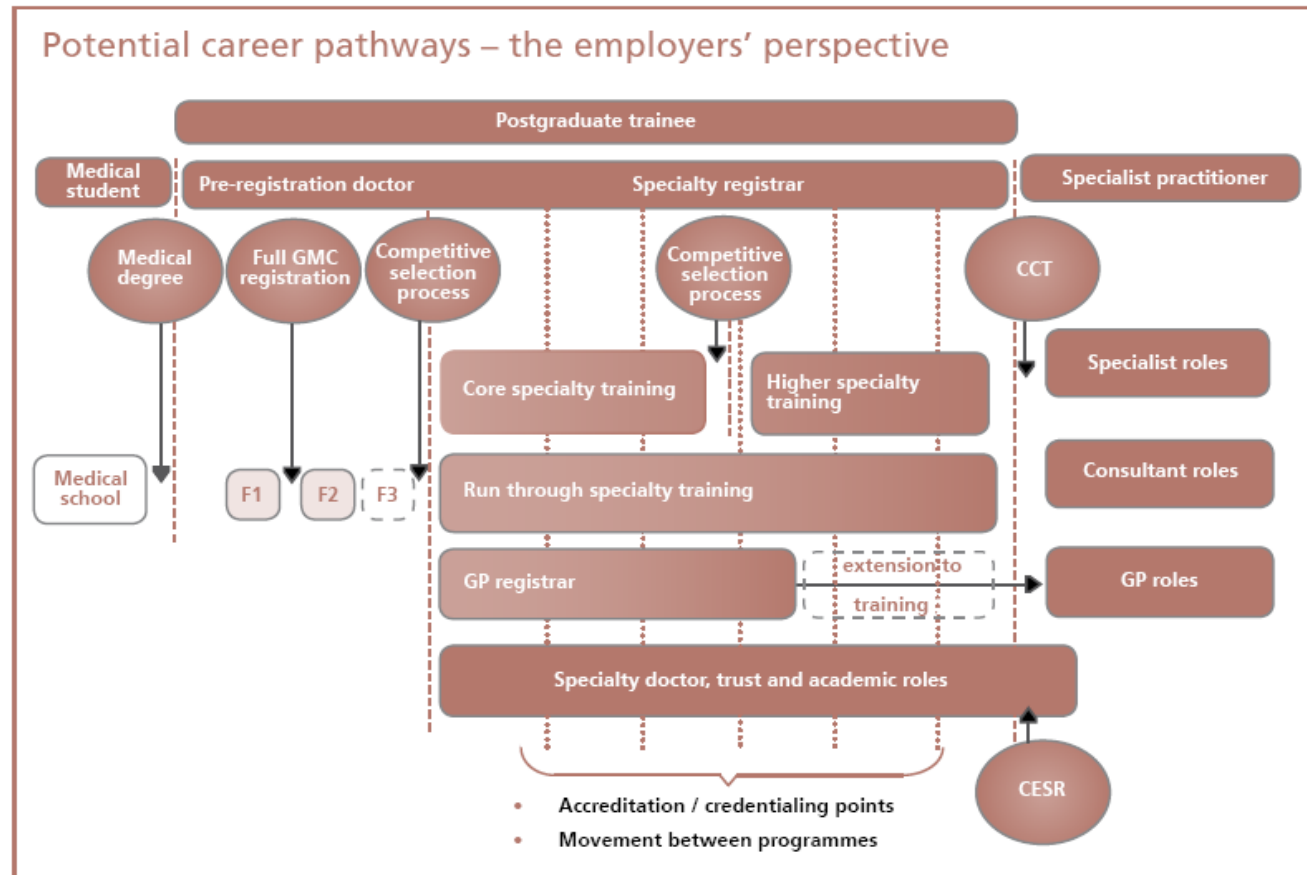 Potential career pathways – the employers’ perspective
Postgraduate trainee
Medical
student
Pre-registration doctor
Specialty registrar
Specialist practitioner
Medical
degree
Full GMC
registration
Competitive
selection
process
Competitive
selection
process
CCT
Core specialty training
Higher specialty
training
Specialist roles
Medical
school
F1
F2
F3
Run through specialty training
Consultant roles
GP registrar
extension to
training
GP roles
Specialty doctor, trust and academic roles
CESR
• Accreditation / credentialing points
• Movement between programmes